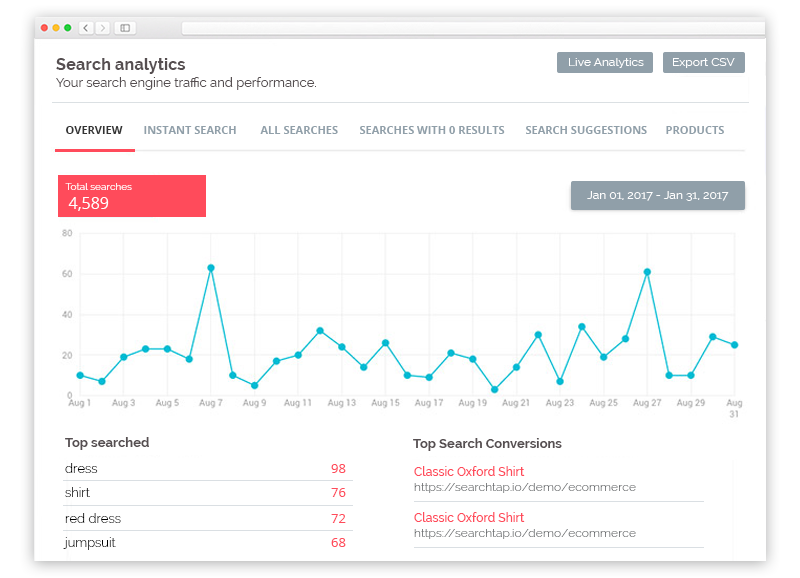 Search analytics
Your search engine traffic and performance.
Live Analytics Export CSV
OVERVIEW INSTANT SEARCH ALL SEARCHES SEARCHES WITH 0 RESULTS SEARCH SUGGESTIONS PRODUCTS
Total searches
4,589
Jan 01, 2017 - Jan 31, 2017
80
60
40
20
0
Aug 1 Aug 3 Aug 5 Aug 7 Aug 9 Aug 11 Aug 13 Aug 15 Aug 17 Aug 19 Aug 21 Aug 23 Aug 25 Aug 27 Aug 29 Aug 31
Top searched
dress 98
shirt 76
red dress 72
jumpsuit 68
Top Search Conversions
Classic Oxford Shirt
https://searchtap.io/demo/ecommerce
Classic Oxford Shirt
https://searchtap.io/demo/ecommerce